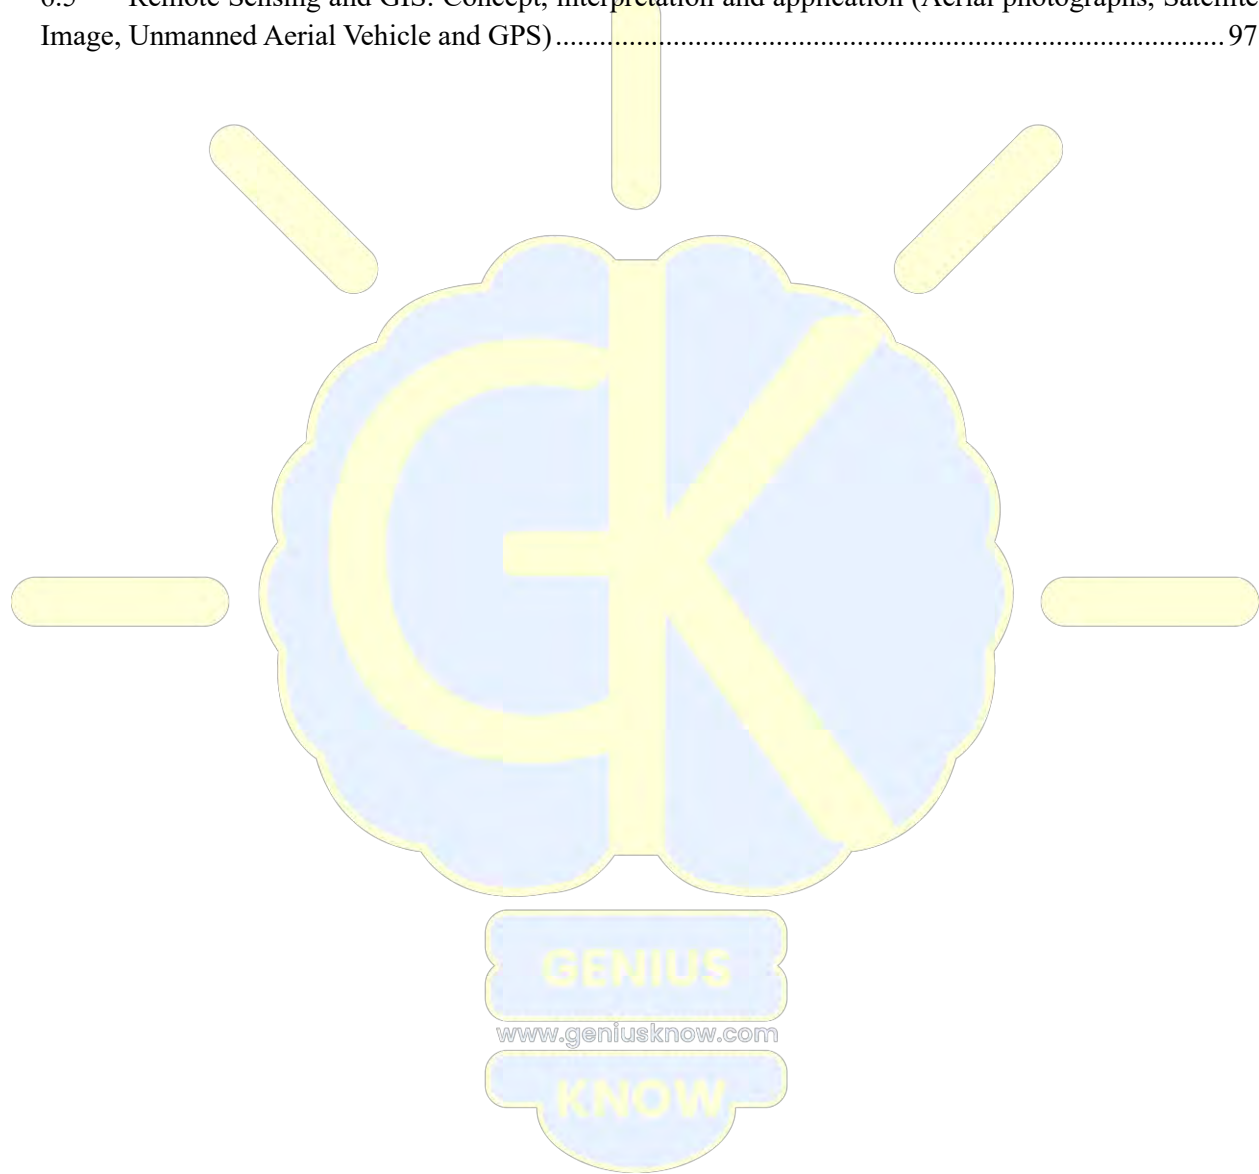 6.5 Remote Sensing and GIS: Concept, interpretation and application (Aerial photographs, Satellite
Image, Unmanned Aerial Vehicle and GPS) ........................................................................................... 97
GK
GENIUS
www.geniusknow.com
KNOW